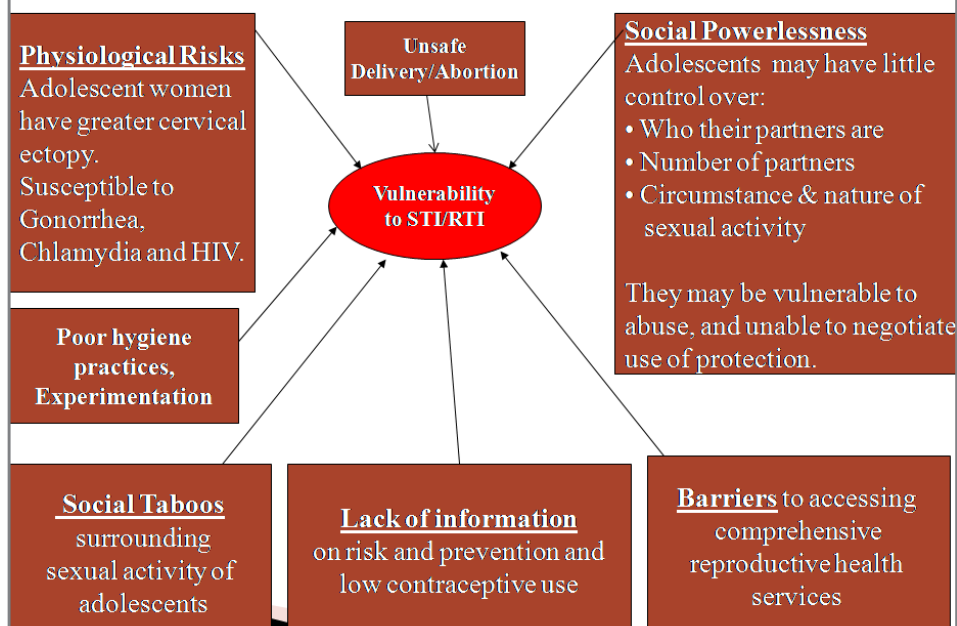 Physiological Risks
Adolescent women
have greater cervical
ectopy.
Susceptible to
Gonorrhea,
Chlamydia and HIV.
Unsafe
Delivery/Abortion
Social Powerlessness
Adolescents may have little
control over:
• Who their partners are
• Number of partners
• Circumstance & nature of
sexual activity
They may be vulnerable to
abuse, and unable to negotiate
use of protection.
Vulnerability
to STI/RTI
Poor hygiene
practices,
Experimentation
Social Taboos
surrounding
sexual activity of
adolescents
Lack of information
on risk and prevention and
low contraceptive use
Barriers to accessing
comprehensive
reproductive health
services